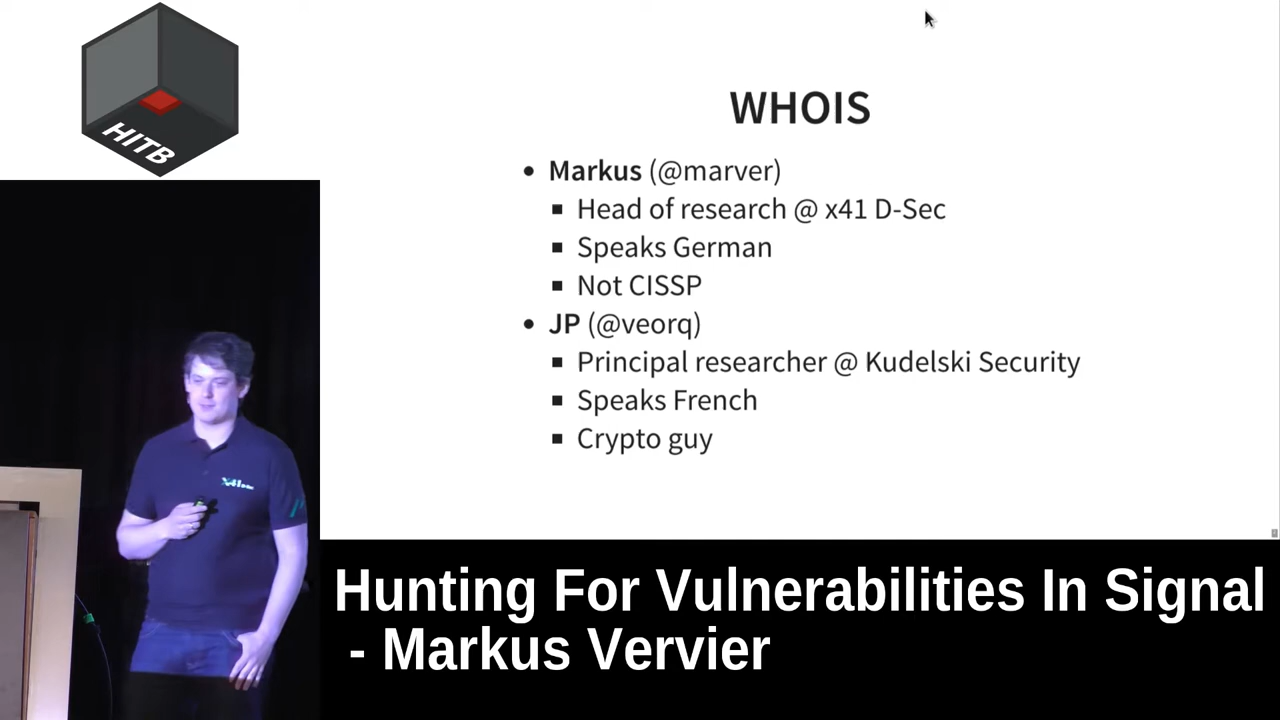 HITB
WHOIS
Markus (@marver)
Head of research @ x41 D-Sec
Speaks German
Not CISSP
JP (@veorq)
Principal researcher @ Kudelski Security
Speaks French
Crypto guy
X41
Hunting For Vulnerabilities In Signal
- Markus Vervier